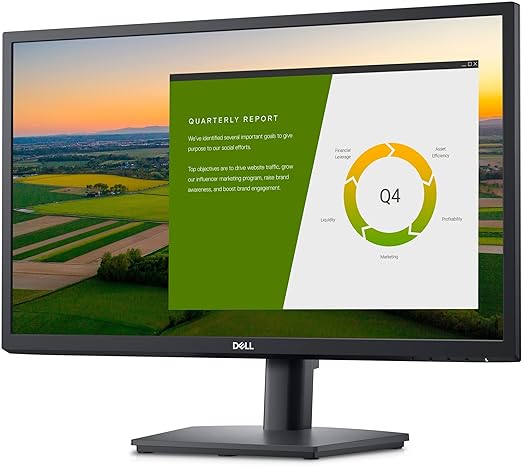 QUARTERLY REPORT
We've identified several important goals to give
purpose to our social efforts.
Top objectives are to drive website traffic, grow
our influencer marketing program, raise brand
awareness, and boost brand engagement.
Financial
Leverage
Asset
Efficiency
Q4
Liquidity
Profitability
Marketing
DELL